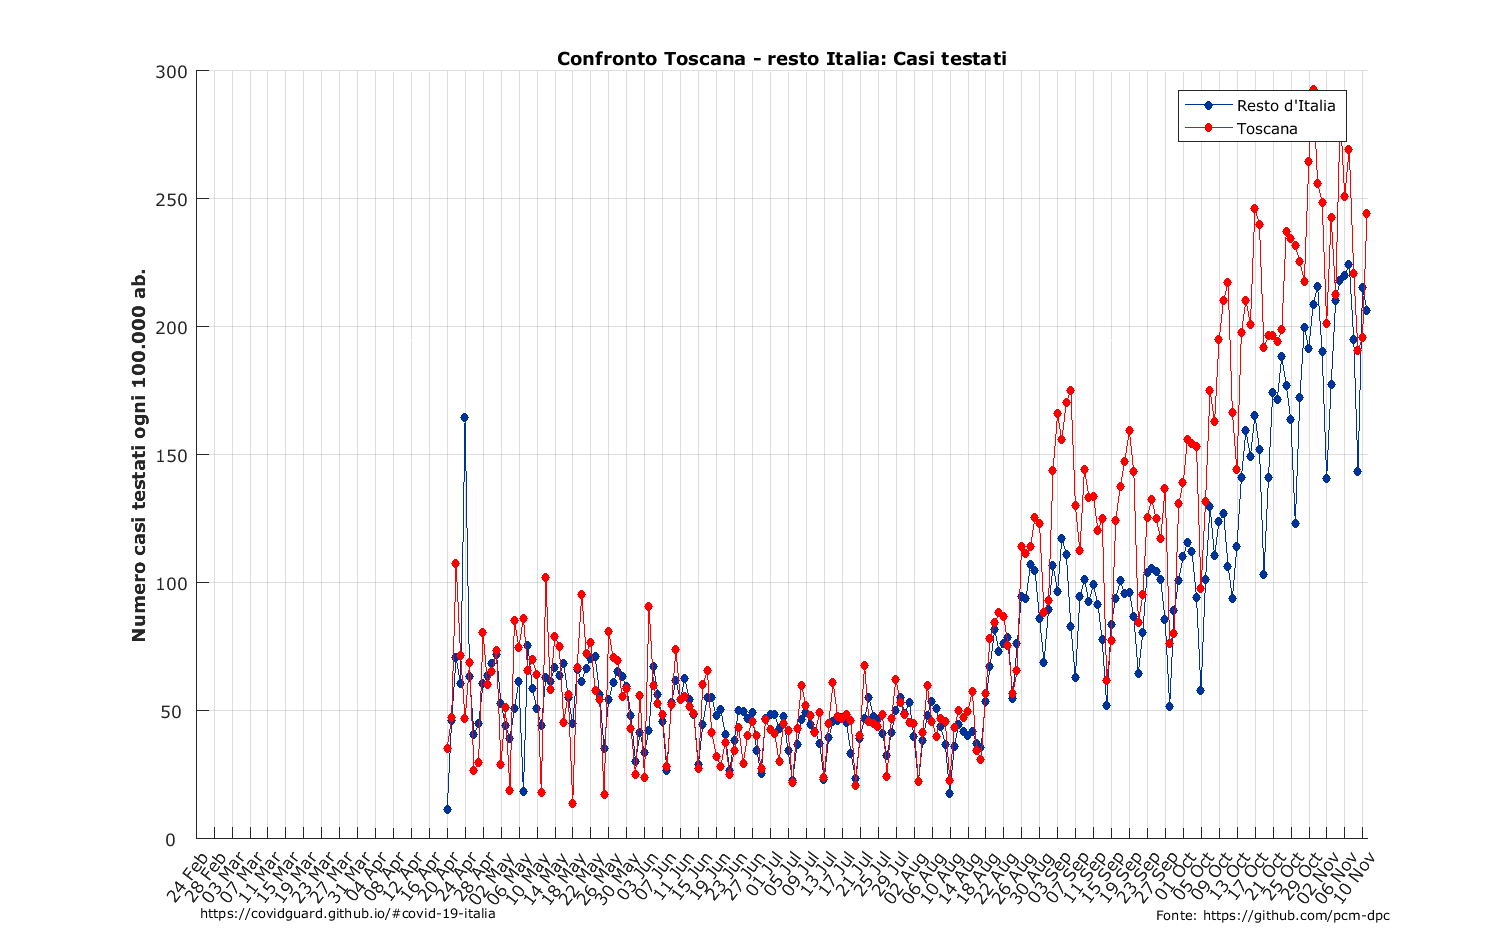 Confronto Toscana - resto Italia: Casi testati
Resto d'Italia
Toscana
Numero casi testati ogni 100.000 ab.
300
250
200
150
100
50
0
24 Feb
28 Feb
03 Mar
07 Mar
11 Mar
15 Mar
19 Mar
23 Mar
27 Mar
31 Mar
04 Apr
08 Apr
12 Apr
16 Apr
20 Apr
24 Apr
28 Apr
02 May
06 May
10 May
14 May
18 May
22 May
26 May
30 May
03 Jun
07 Jun
11 Jun
15 Jun
19 Jun
23 Jun
27 Jun
01 Jul
05 Jul
09 Jul
13 Jul
17 Jul
21 Jul
25 Jul
29 Jul
02 Aug
06 Aug
10 Aug
14 Aug
18 Aug
22 Aug
26 Aug
30 Aug
03 Sep
07 Sep
11 Sep
15 Sep
19 Sep
23 Sep
27 Sep
01 Oct
05 Oct
09 Oct
13 Oct
17 Oct
21 Oct
25 Oct
29 Oct
02 Nov
06 Nov
10 Nov
https://covidguard.github.io/#covid-19-italia
Fonte: https://github.com/pcm-dpc